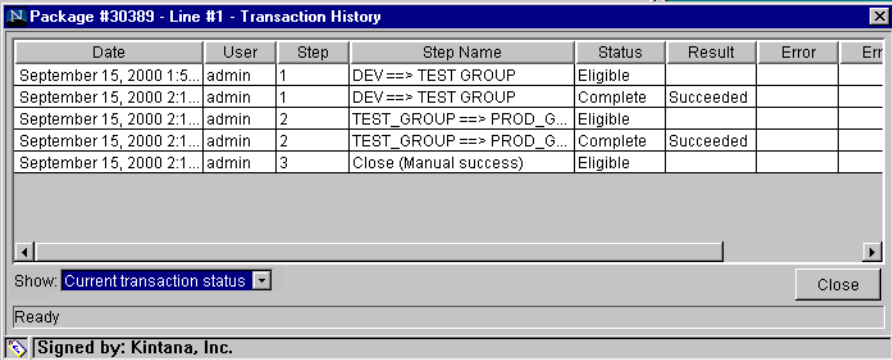 Package #30389 - Line #1 - Transaction History
Date User Step Step Name Status Result Error Err
September 15, 2000 1:5... admin 1 DEV ==> TEST GROUP Eligible
September 15, 2000 2:1... admin 1 DEV ==> TEST GROUP Complete Succeeded
September 15, 2000 2:1... admin 2 TEST_GROUP ==> PROD_G... Eligible
September 15, 2000 2:1... admin 2 TEST_GROUP ==> PROD_G... Complete Succeeded
September 15, 2000 2:1... admin 3 Close (Manual success) Eligible
Show: Current transaction status Close
Ready
Signed by: Kintana, Inc.